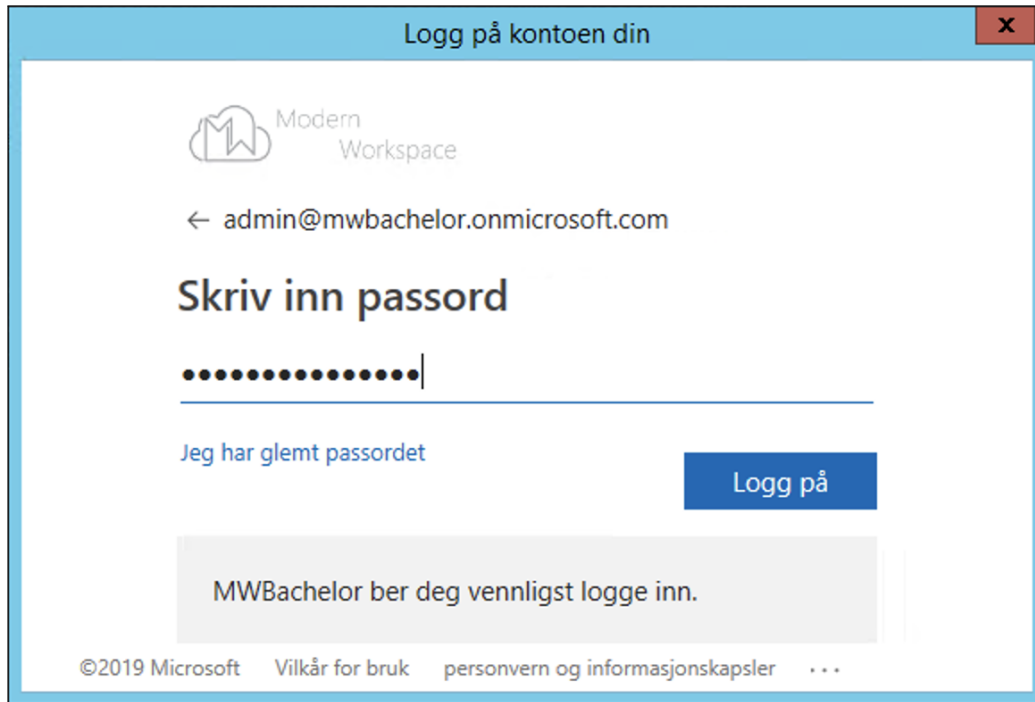 Logg på kontoen din
x
MW Modern
Workspace
← admin@mwbachelor.onmicrosoft.com
Skriv inn passord
•••••••••••••••
Jeg har glemt passordet
Logg på
MWBachelor ber deg vennligst logge inn.
©2019 Microsoft Vilkår for bruk personvern og informasjonskapsler ...